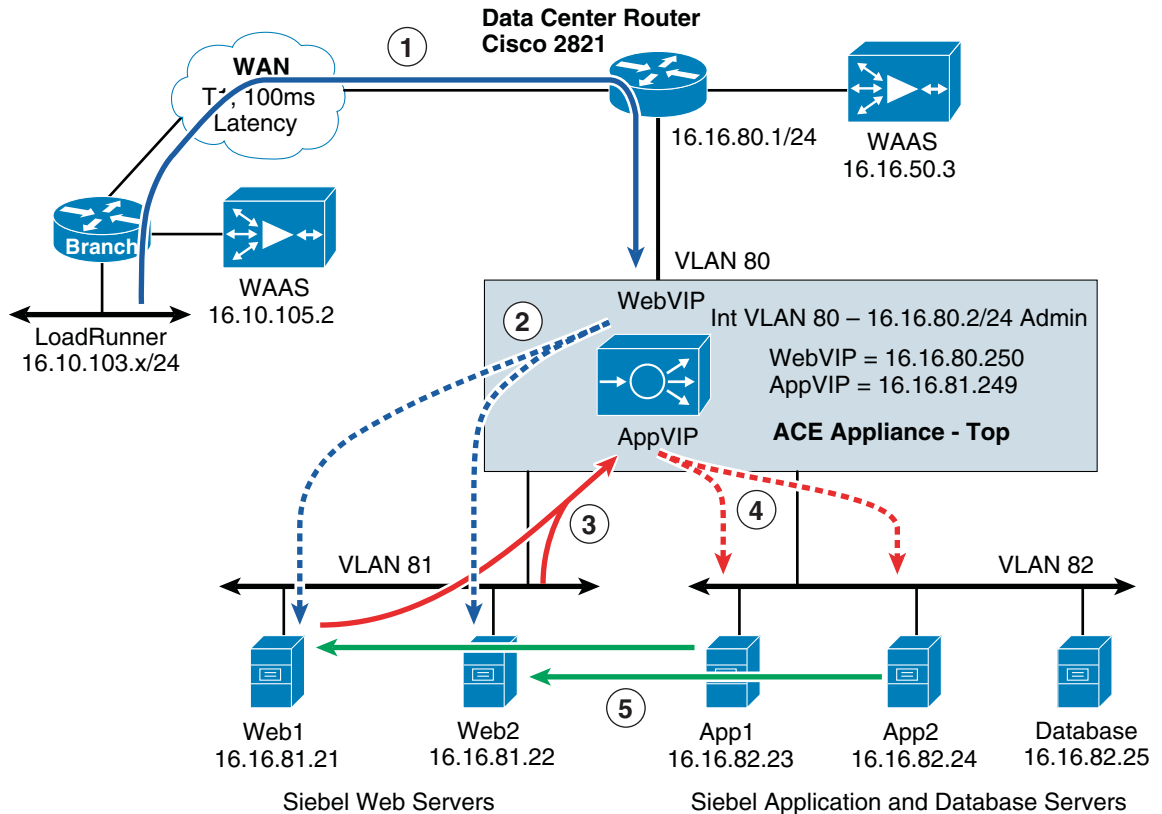 Data Center Router
Cisco 2821
1
WAN
T1, 100ms
Latency
16.16.80.1/24
WAAS
16.16.50.3
Branch
WAAS
16.10.105.2
LoadRunner
16.10.103.x/24
VLAN 80
WebVIP
2
Int VLAN 80 – 16.16.80.2/24 Admin
WebVIP = 16.16.80.250
AppVIP = 16.16.81.249
AppVIP
ACE Appliance - Top
3
4
VLAN 81
VLAN 82
5
Web1
16.16.81.21
Web2
16.16.81.22
App1
16.16.82.23
App2
16.16.82.24
Database
16.16.82.25
Siebel Web Servers
Siebel Application and Database Servers